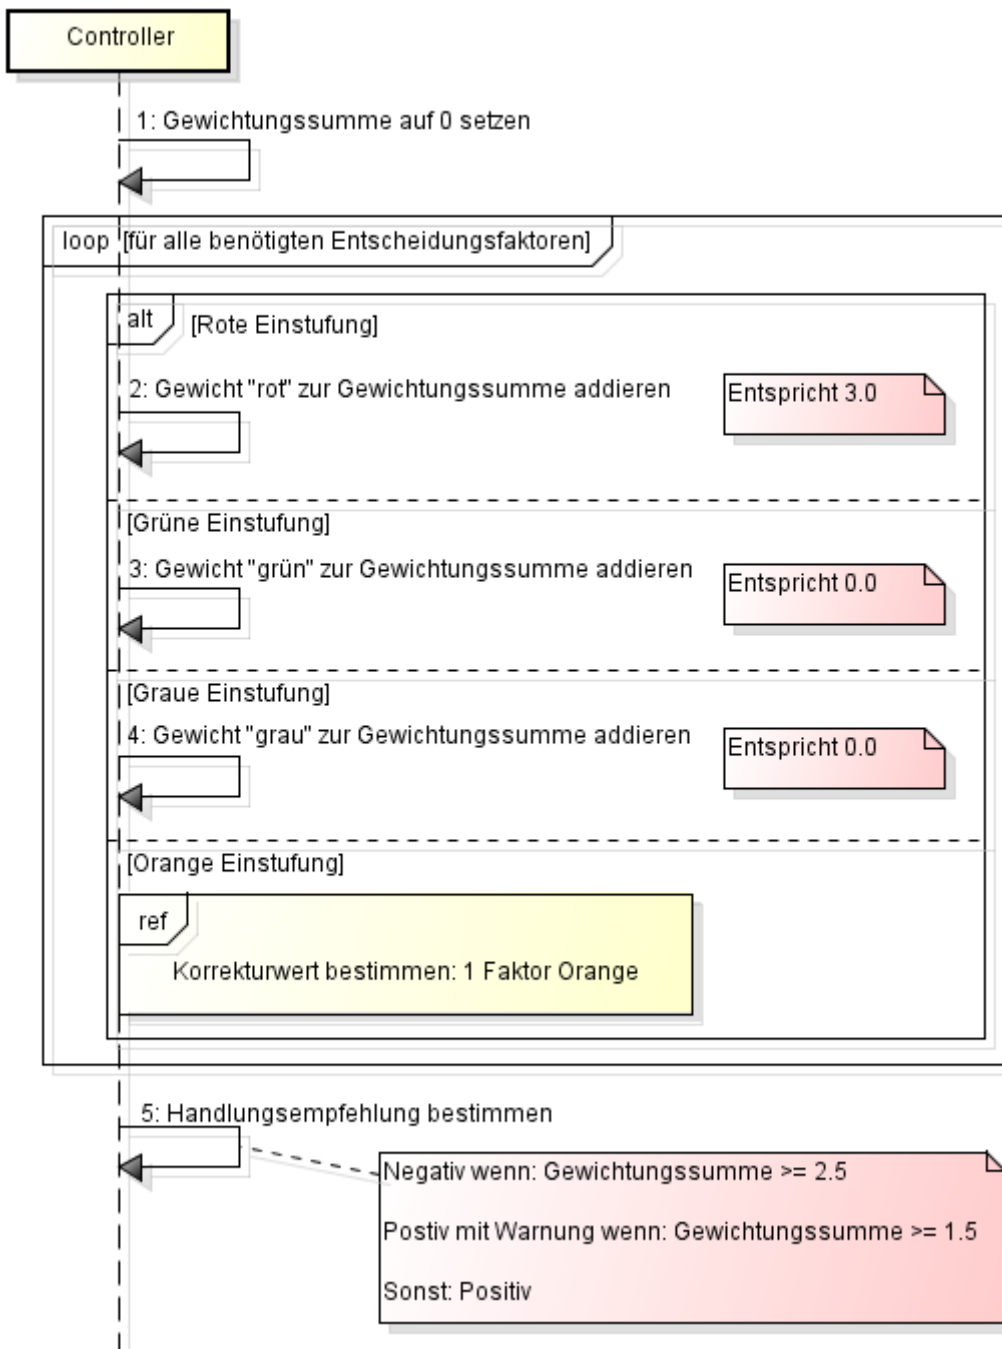 Controller
1: Gewichtungssumme auf 0 setzen
loop [für alle benötigten Entscheidungsfaktoren]
alt [Rote Einstufung]
2: Gewicht "rot" zur Gewichtungssumme addieren
Entspricht 3.0
[Grüne Einstufung]
3: Gewicht "grün" zur Gewichtungssumme addieren
Entspricht 0.0
[Graue Einstufung]
4: Gewicht "grau" zur Gewichtungssumme addieren
Entspricht 0.0
[Orange Einstufung]
ref
Korrekturwert bestimmen: 1 Faktor Orange
5: Handlungsempfehlung bestimmen
Negativ wenn: Gewichtungssumme >= 2.5
Postiv mit Warnung wenn: Gewichtungssumme >= 1.5
Sonst: Positiv